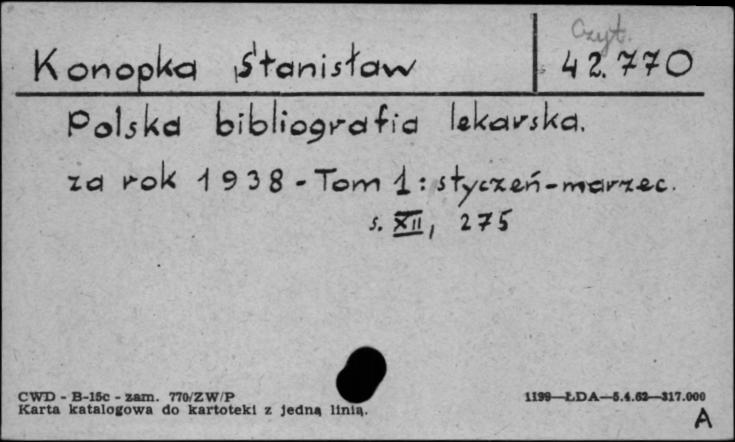 Czyt.
Konopka Stanisław 42.770
Polska bibliografia lekarska.
za rok 1938 - Tom 1: styczeń-marzec.
s. XII, 275
CWD - B-15c - zam. 770/ZW/P 1199—ŁDA—5.4.62—317.000
Karta katalogowa do kartoteki z jedną linią.
A